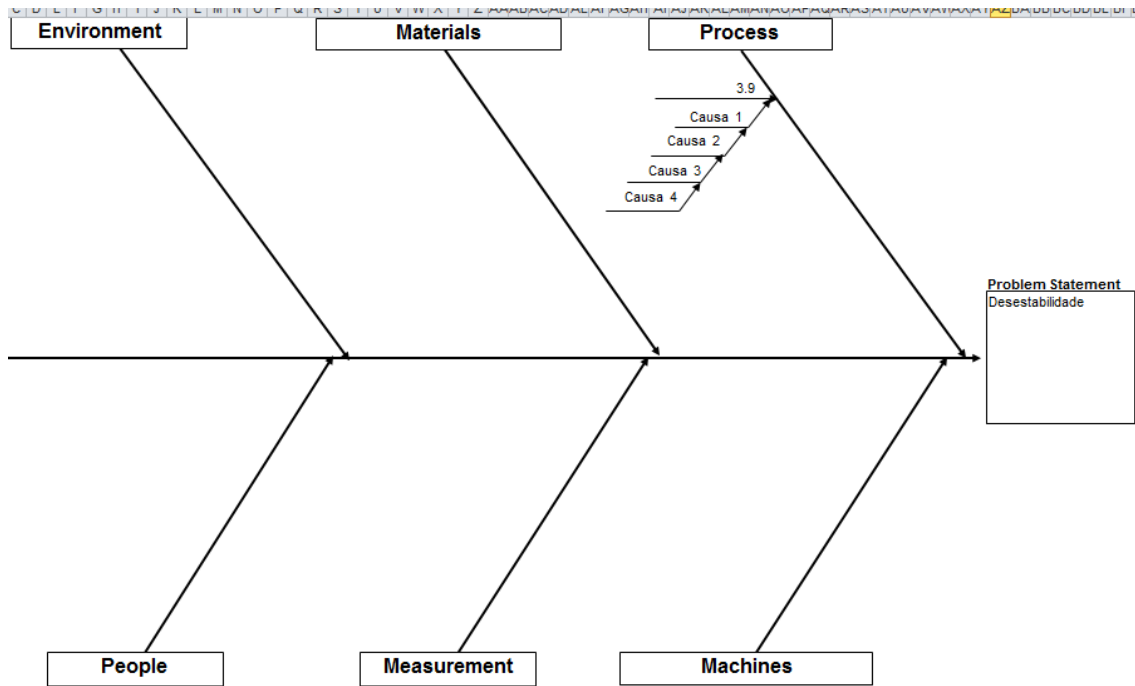 Environment
Materials
Process
3.9
Causa 1
Causa 2
Causa 3
Causa 4
Problem Statement
Desestabilidade
People
Measurement
Machines